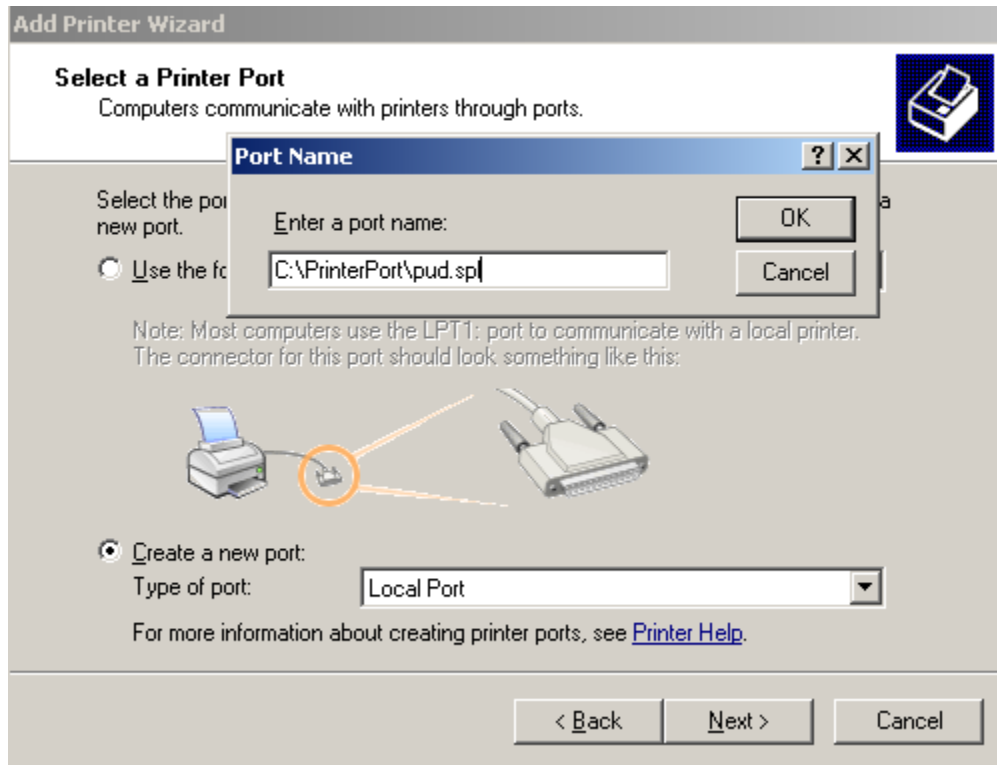 Add Printer Wizard
Select a Printer Port
Computers communicate with printers through ports.
Port Name
Select the por
a
new port.
Enter a port name:
OK
Use the fo
C:\PrinterPort\pud.spl
Cancel
Note: Most computers use the LPT1: port to communicate with a local printer.
The connector for this port should look something like this:
Create a new port:
Type of port:
Local Port
For more information about creating printer ports, see Printer Help.
< Back
Next >
Cancel